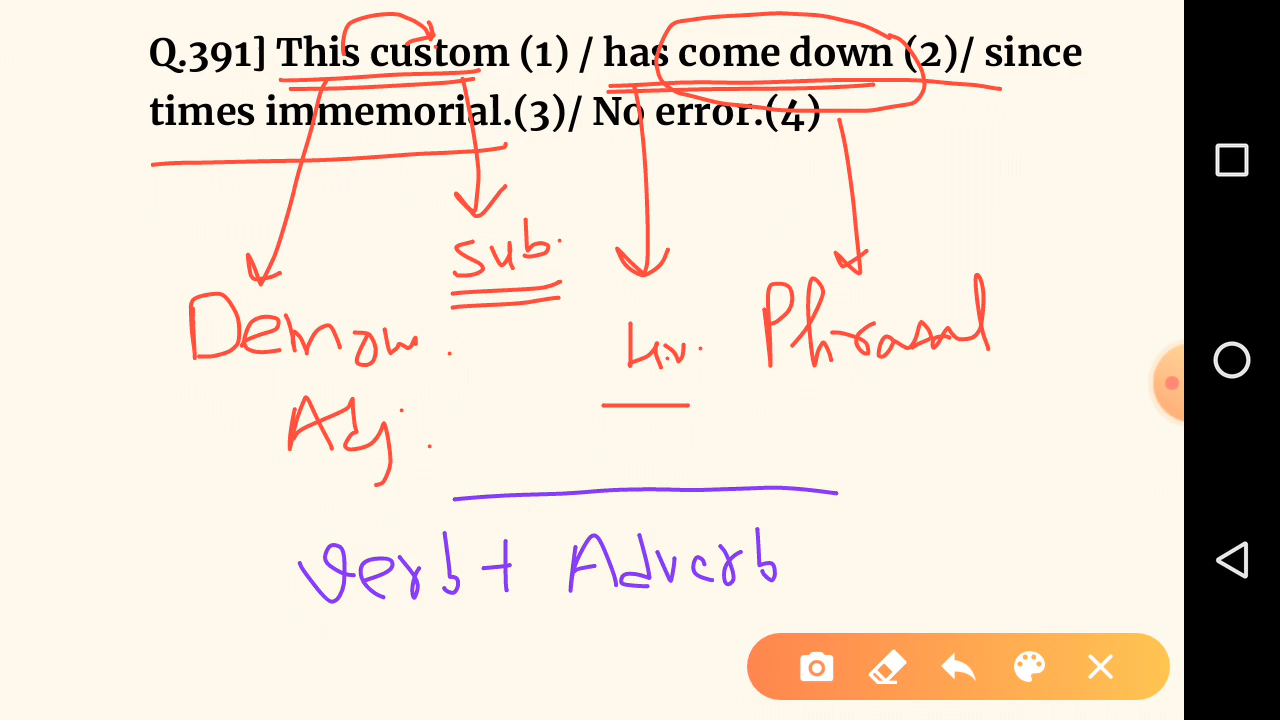 Q.391] This custom (1) / has come down (2)/ since
times immemorial.(3)/ No error.(4)
Sub.
Demon.
H.v.
Phrasal
Adj.
Verb + Adverb